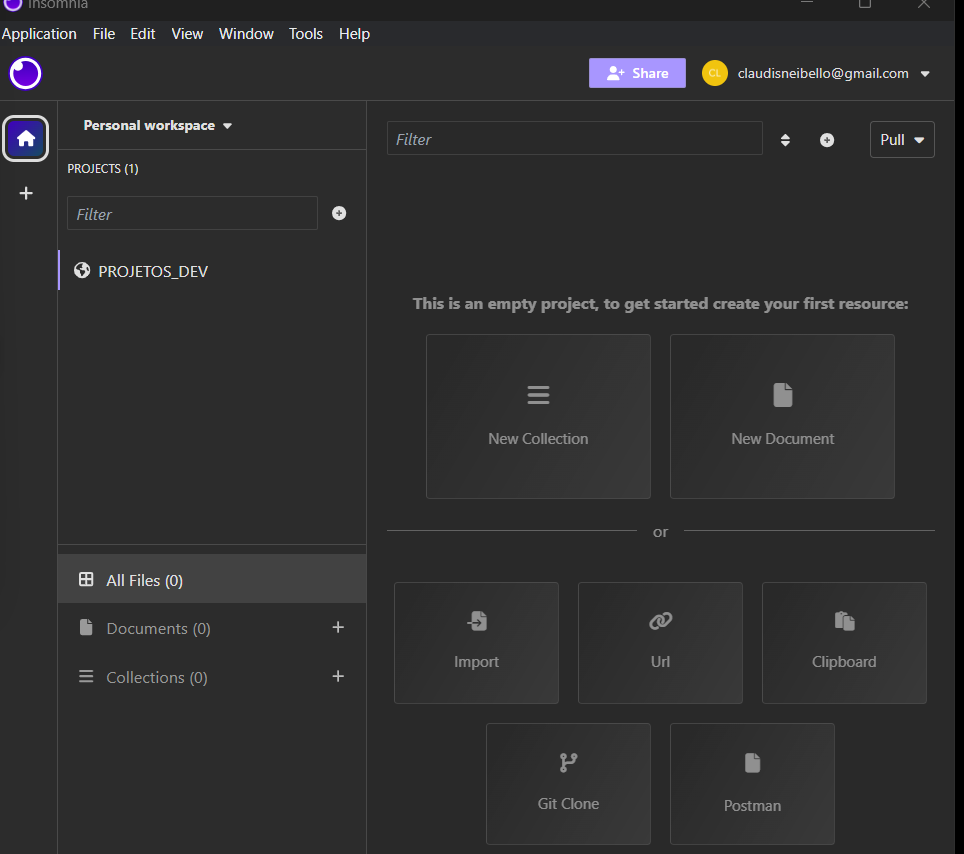 Insomnia
Application File Edit View Window Tools Help
Share CL claudisneibello@gmail.com
Personal workspace
PROJECTS (1)
Filter
PROJETOS_DEV
All Files (0)
Documents (0)
Collections (0)
Filter Pull
This is an empty project, to get started create your first resource:
New Collection New Document
or
Import Url Clipboard
Git Clone Postman